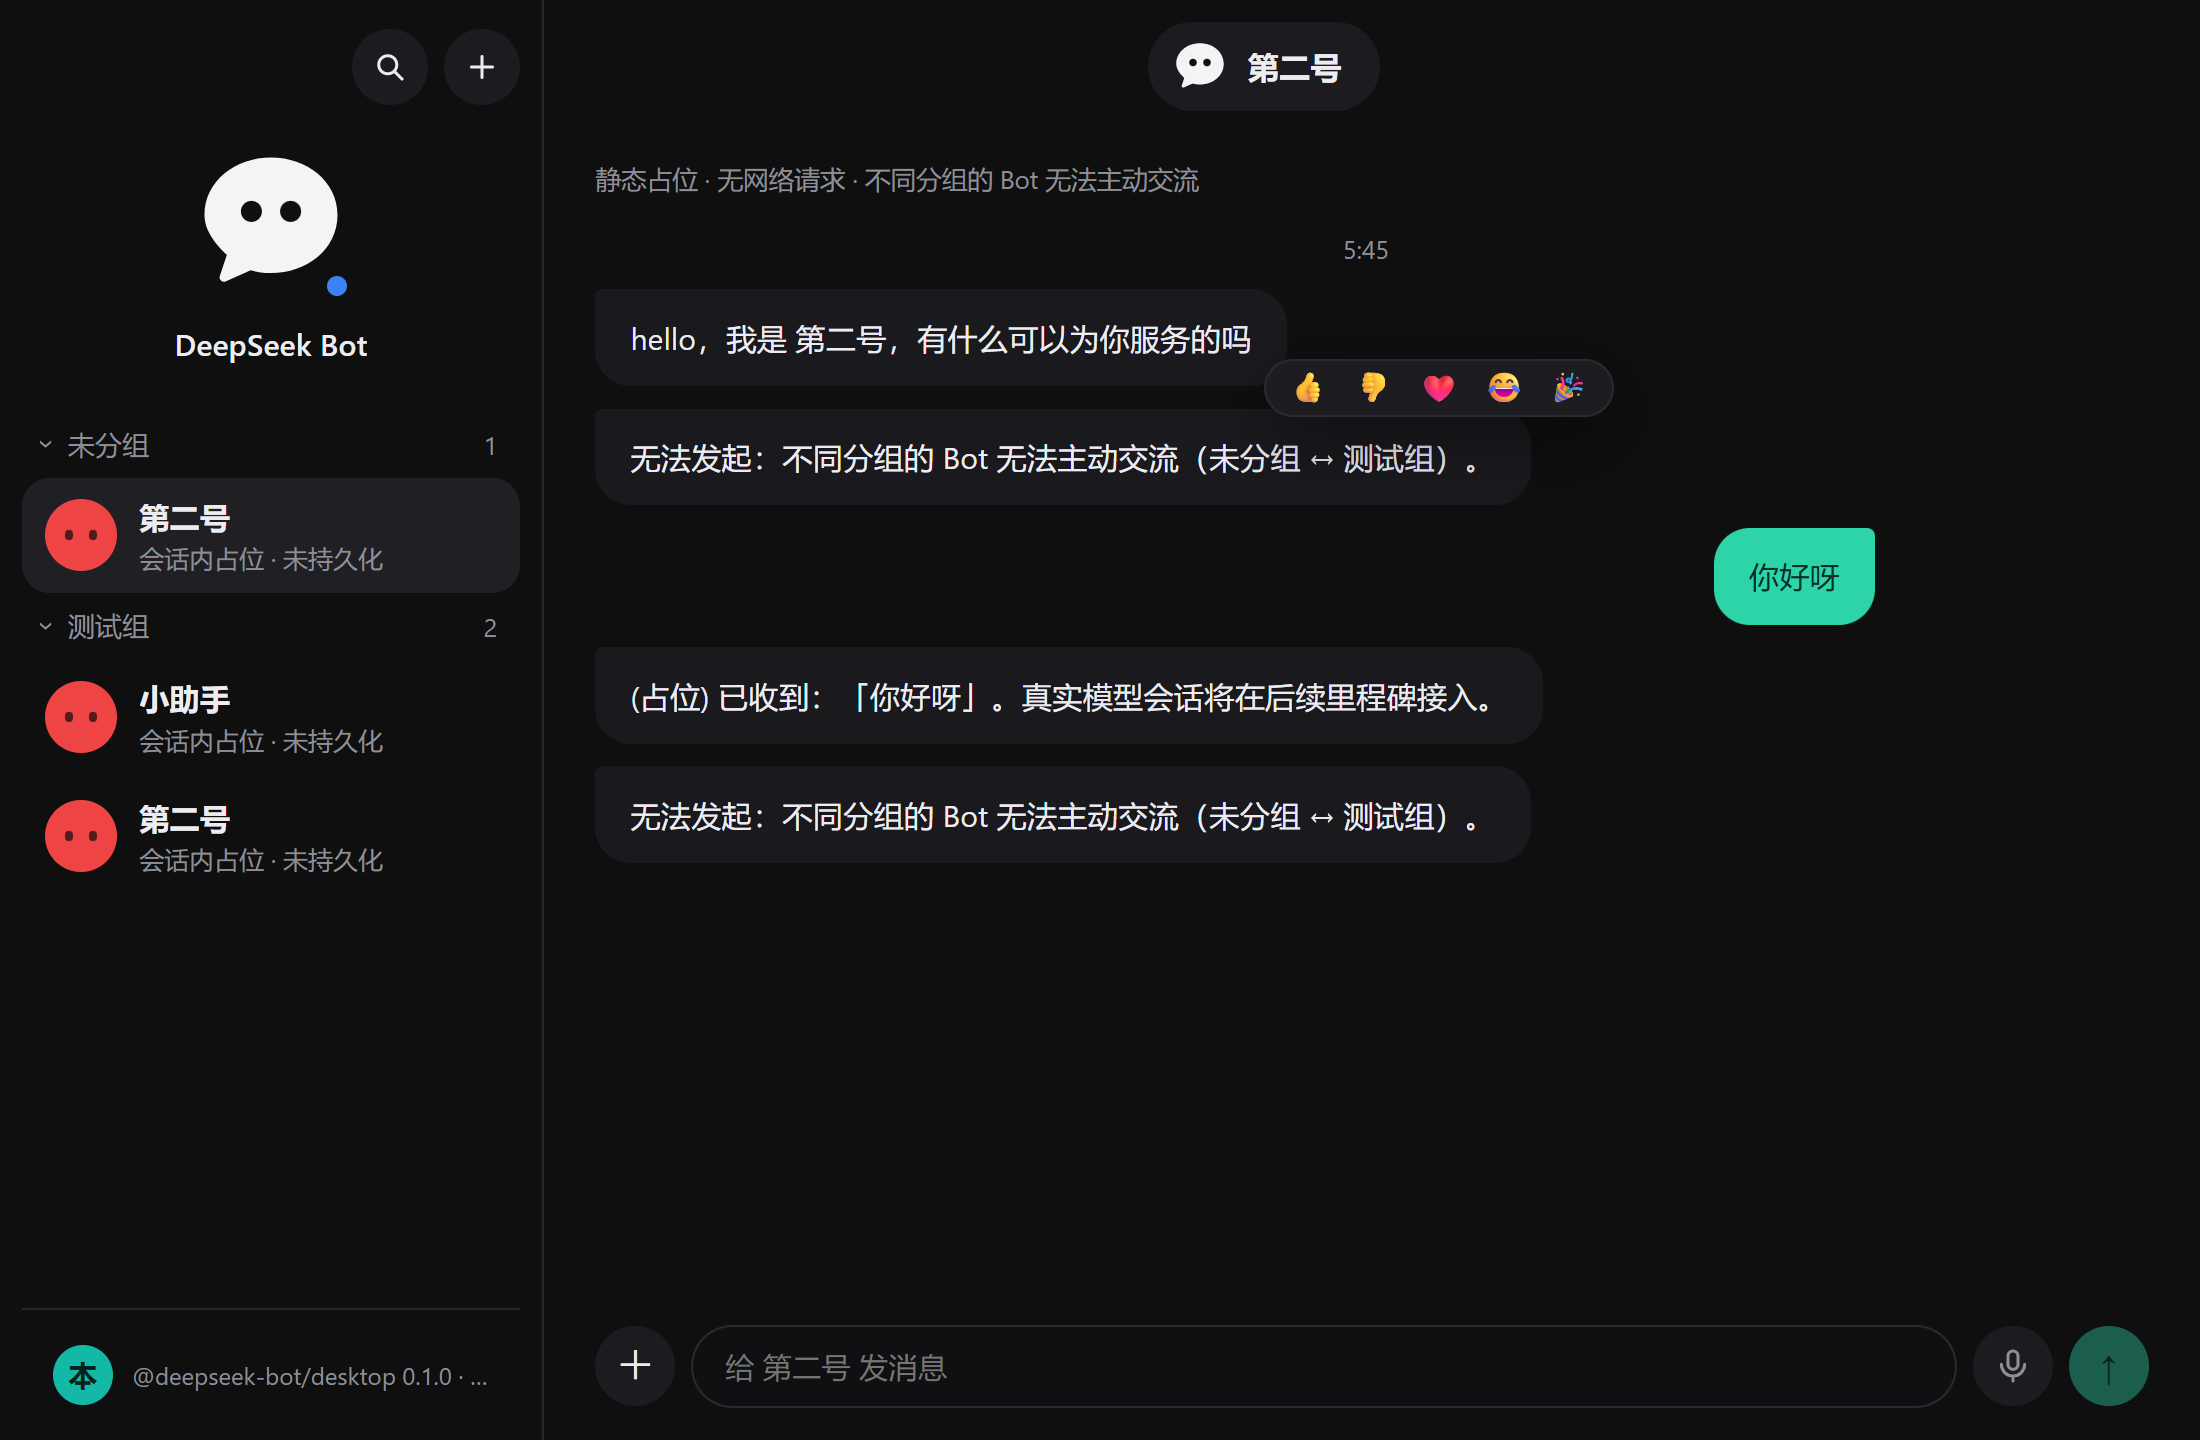 DeepSeek Bot
未分组 1
第二号
会话内占位 · 未持久化
测试组 2
小助手
会话内占位 · 未持久化
第二号
会话内占位 · 未持久化
本 @deepseek-bot/desktop 0.1.0 · ...
第二号
静态占位 · 无网络请求 · 不同分组的 Bot 无法主动交流
5:45
hello，我是 第二号，有什么可以为你服务的吗
👍 👎 ❤️ 😂 🎉
无法发起：不同分组的 Bot 无法主动交流（未分组 ↔ 测试组）。
你好呀
(占位) 已收到：「你好呀」。真实模型会话将在后续里程碑接入。
无法发起：不同分组的 Bot 无法主动交流（未分组 ↔ 测试组）。
给 第二号 发消息